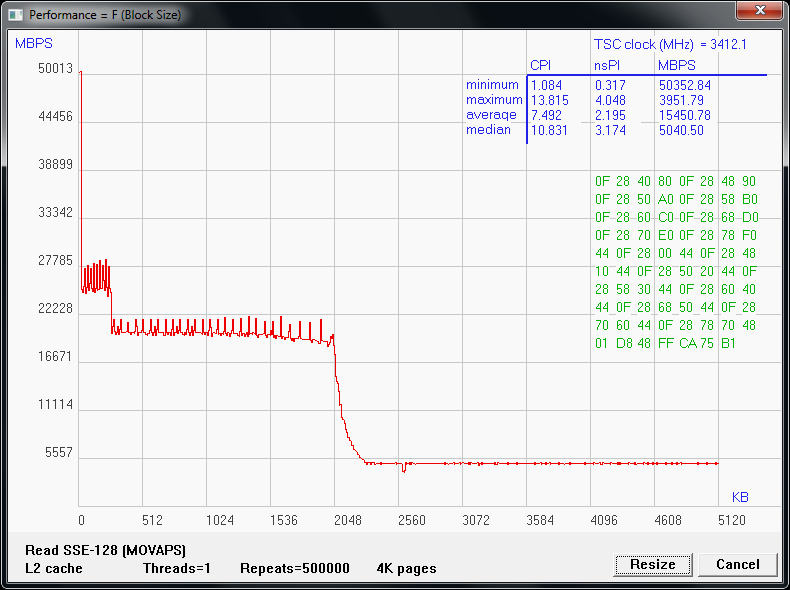 Performance = F (Block Size)
MBPS
TSC clock (MHz) = 3412.1
CPI nsPI MBPS
minimum 1.084 0.317 50352.84
maximum 13.815 4.048 3951.79
average 7.492 2.195 15450.78
median 10.831 3.174 5040.50
50013
44456
38899
33342
27785
22228
16671
11114
5557
0F 28 40 80 0F 28 48 90
0F 28 50 A0 0F 28 58 B0
0F 28 60 C0 0F 28 68 D0
0F 28 70 E0 0F 28 78 F0
44 0F 28 00 44 0F 28 48
10 44 0F 28 50 20 44 0F
28 58 30 44 0F 28 60 40
44 0F 28 68 50 44 0F 28
70 60 44 0F 28 78 70 48
01 D8 48 FF CA 75 B1
KB
0 512 1024 1536 2048 2560 3072 3584 4096 4608 5120
Read SSE-128 (MOVAPS)
L2 cache Threads=1 Repeats=500000 4K pages
Resize Cancel